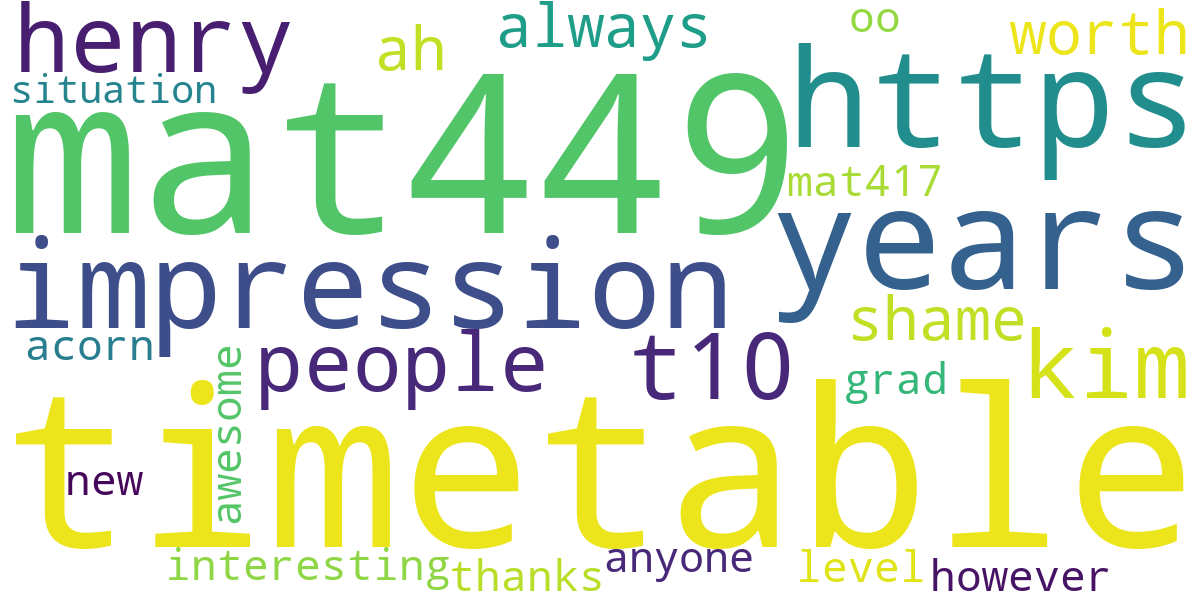 henry
ah
always
oo
worth
situation
mat449
https
mat417
years
impression
shame
acorn
people
t10
kim
awesome
grad
timetable
new
interesting
thanks
anyone
level
however